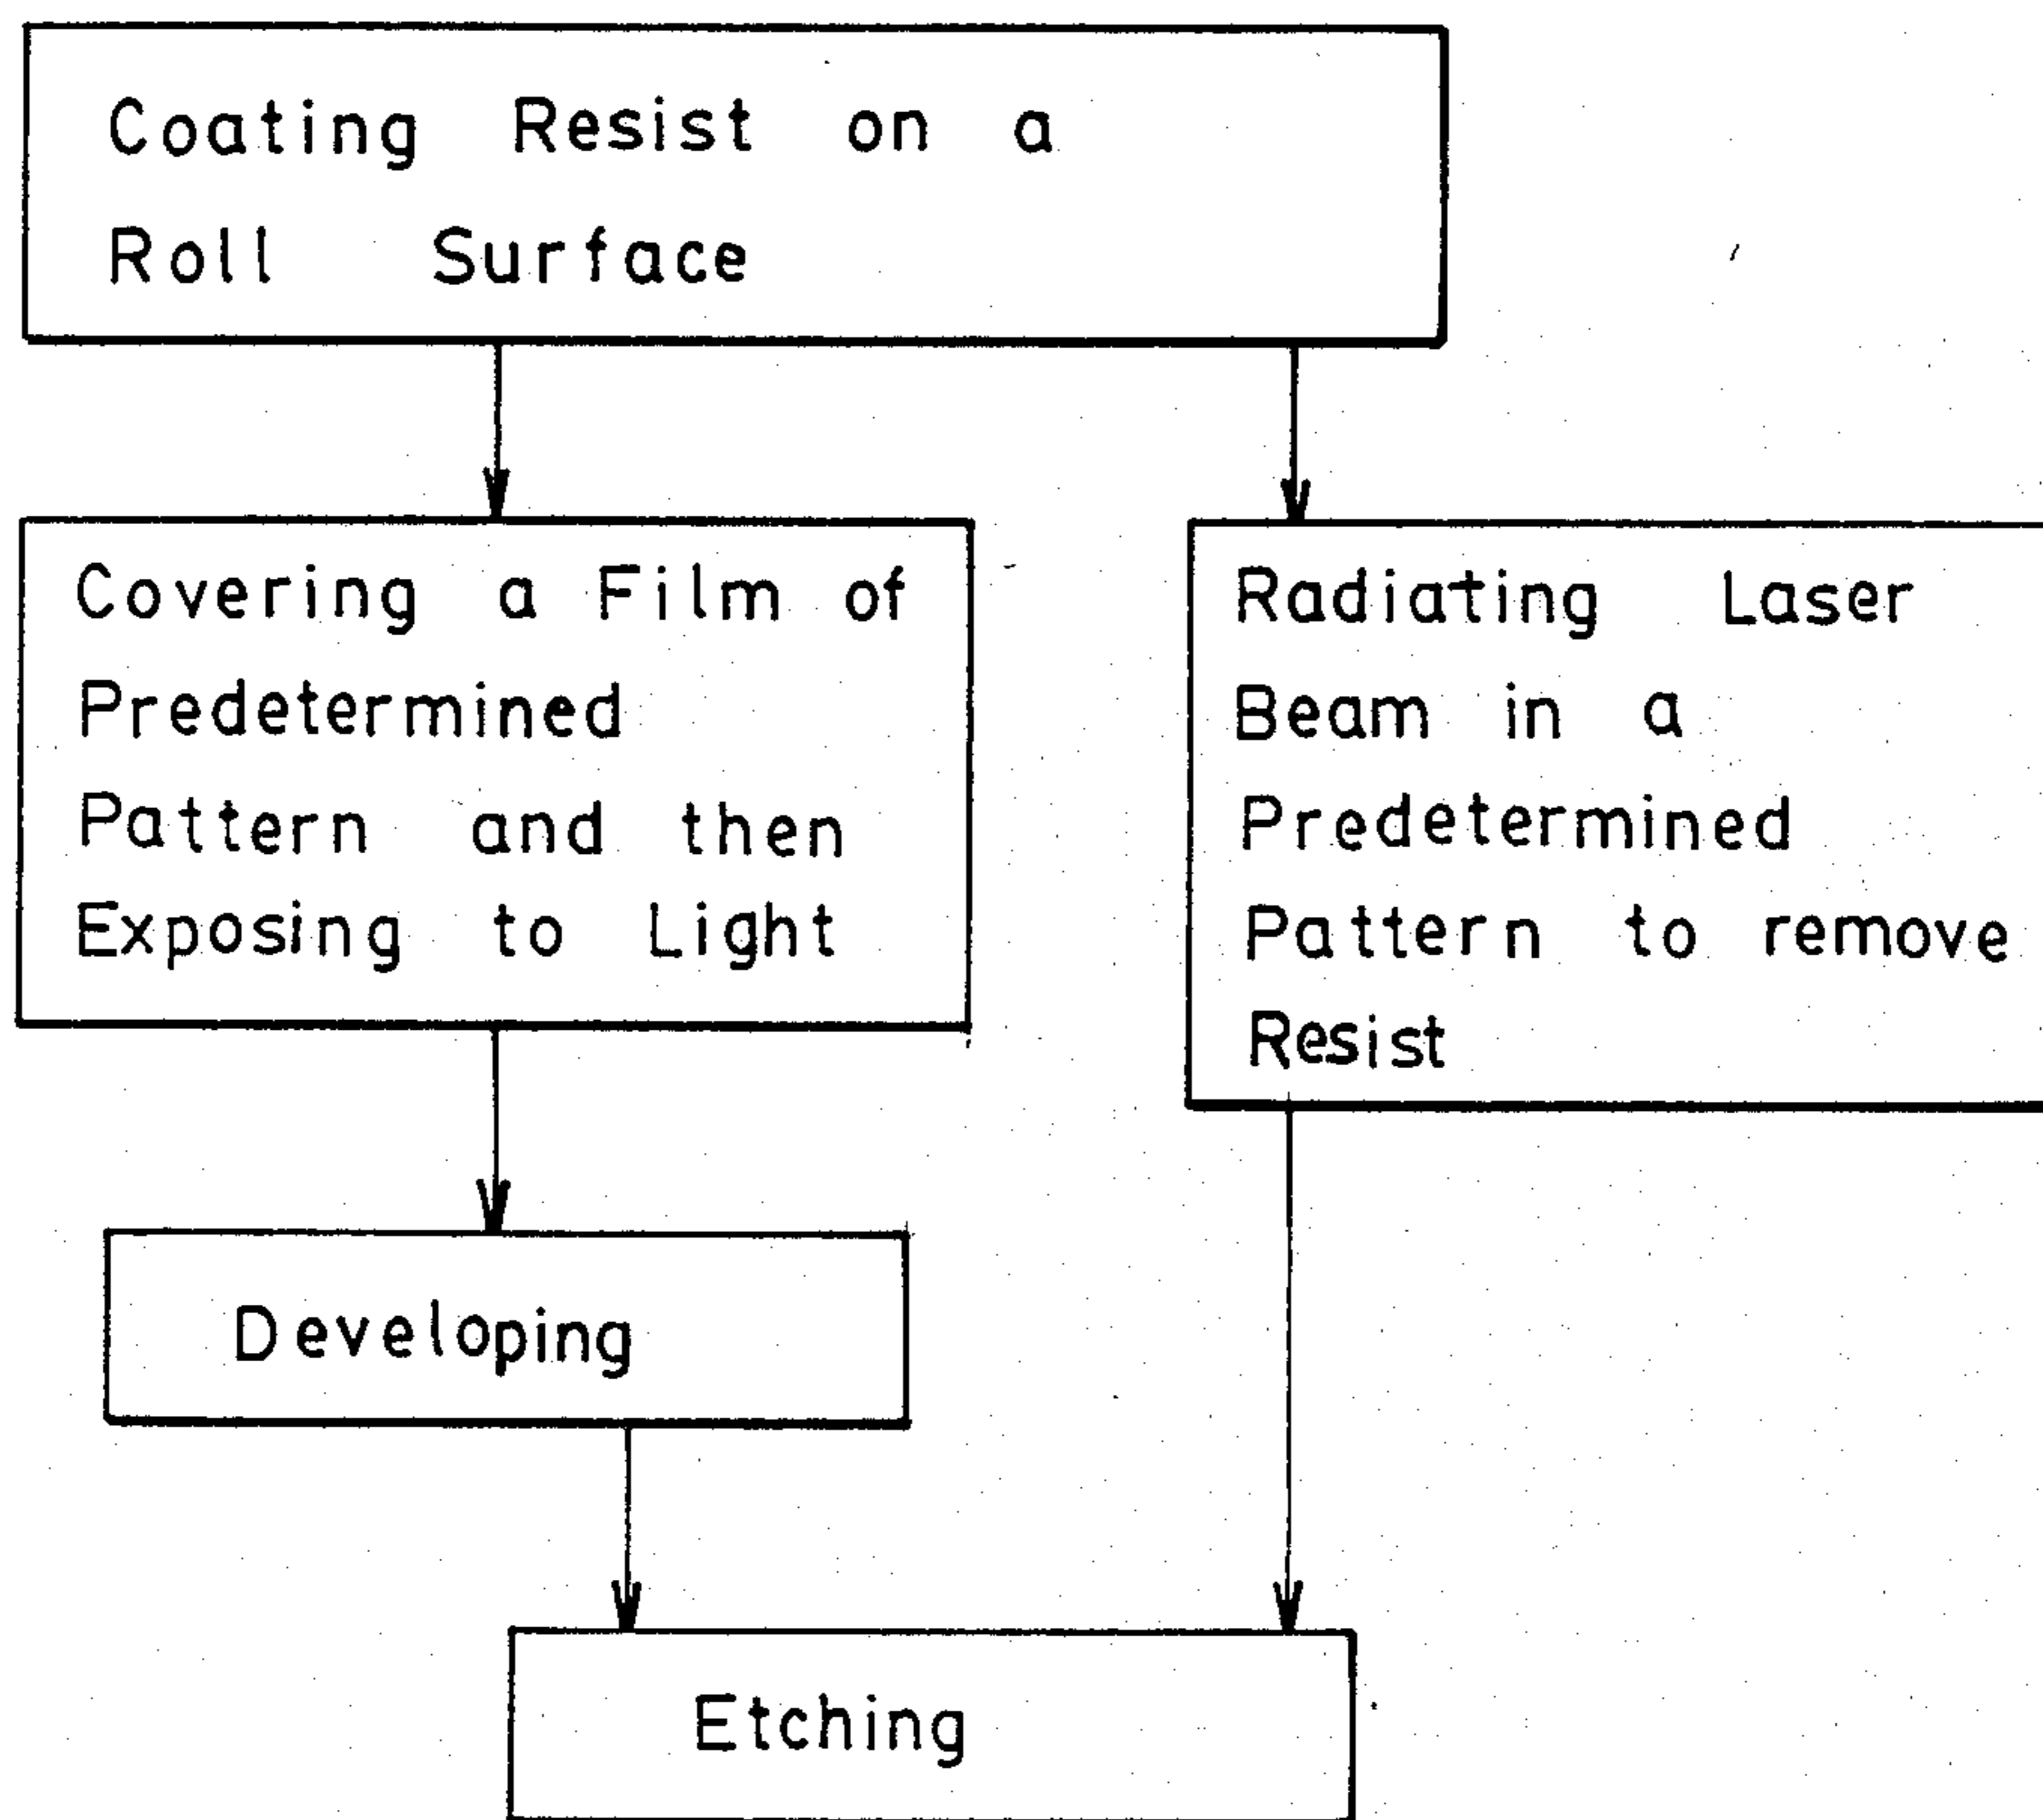 Coating Resist on a
Roll Surface
Covering a Film of
Predetermined
Pattern and then
Exposing to Light
Radiating Laser
Beam in a
Predetermined
Pattern to remove
Resist
Developing
Etching